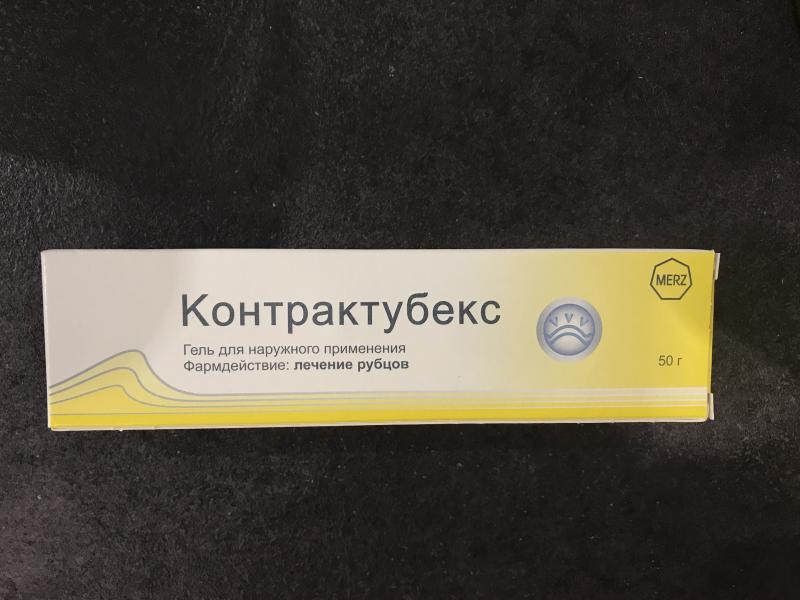 MERZ
Контрактубекс
Гель для наружного применения
Фармдействие: лечение рубцов
50 г